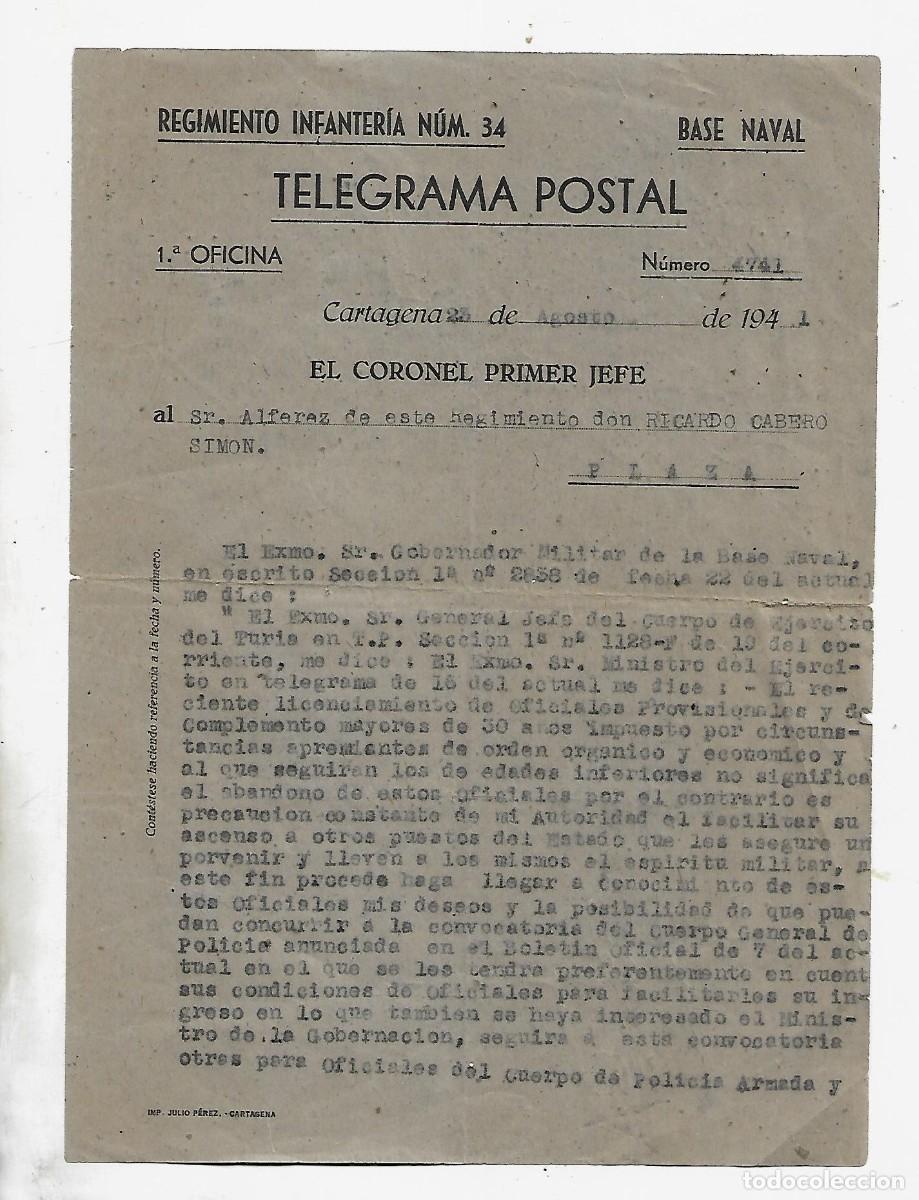 REGIMIENTO INFANTERÍA NÚM. 34 BASE NAVAL
TELEGRAMA POSTAL
1.ª OFICINA Número 4741
Cartagena 23 de Agosto de 1941
EL CORONEL PRIMER JEFE
al Sr. Alferez de este Regimiento don RICARDO CABERO
SIMON.
P L A Z A
Contéstese haciendo referencia a la fecha y número.
El Exmo. Sr. Gobernador Militar de la Base Naval,
en escrito Seccion 1ª nº 2858 de fecha 22 del actual
me dice :
" El Exmo. Sr. General Jefe del Cuerpo de Ejercito
del Turia en T.P. Seccion 1ª nº 1128-F de 19 del co-
rriente, me dice : El Exmo. Sr. Ministro del Ejerci-
to en telegrama de 16 del actual me dice : - El re-
ciente licenciamiento de Oficiales Provisionales y de
Complemento mayores de 30 años impuesto por circuns-
tancias apremiantes de orden organico y economico y
al que seguiran los de edades inferiores no significa
el abandono de estos Oficiales por el contrario es
precaucion constante de mi Autoridad el facilitar su
ascenso a otros puestos del Estado que les asegure un
porvenir y lleven a los mismos el espiritu militar, a
este fin procede haga llegar a conocimi nto de es-
tos Oficiales mis deseos y la posibilidad de que pue-
dan concurrir a la convocatoria del Cuerpo General de
Policia anunciada en el Boletin Oficial de 7 del ac-
tual en el que se les tendra preferentemente en cuent
sus condiciones de Oficiales para facilitarles su in-
greso en lo que tambien se haya interesado el Minis-
tro de la Gobernacion, seguira a esta convocatoria
otras para Oficiales del Cuerpo de Policia Armada y
IMP. JULIO PÉREZ. - CARTAGENA
todocoleccion